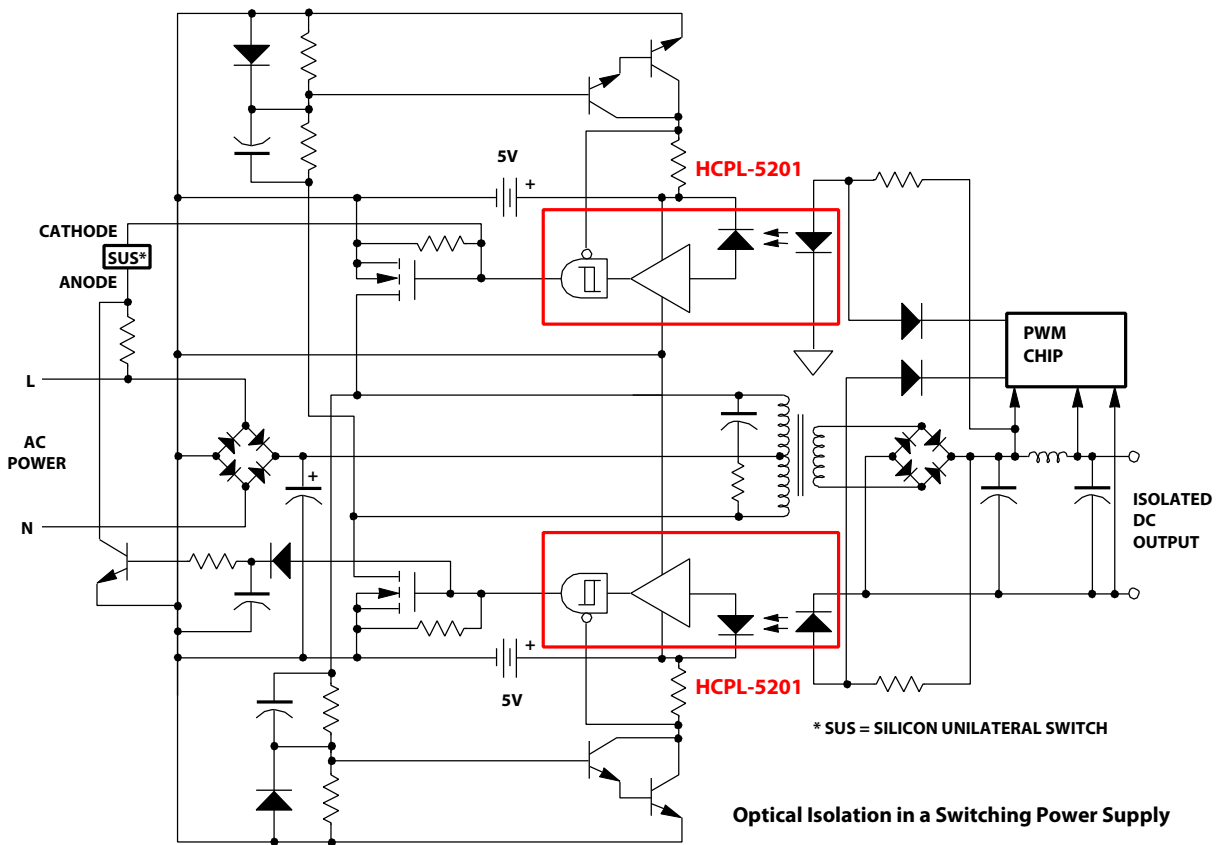 5V
+
HCPL-5201
CATHODE
SUS*
ANODE
PWM
CHIP
L
AC
POWER
+
N
ISOLATED
DC
OUTPUT
+
5V
HCPL-5201
* SUS = SILICON UNILATERAL SWITCH
Optical Isolation in a Switching Power Supply